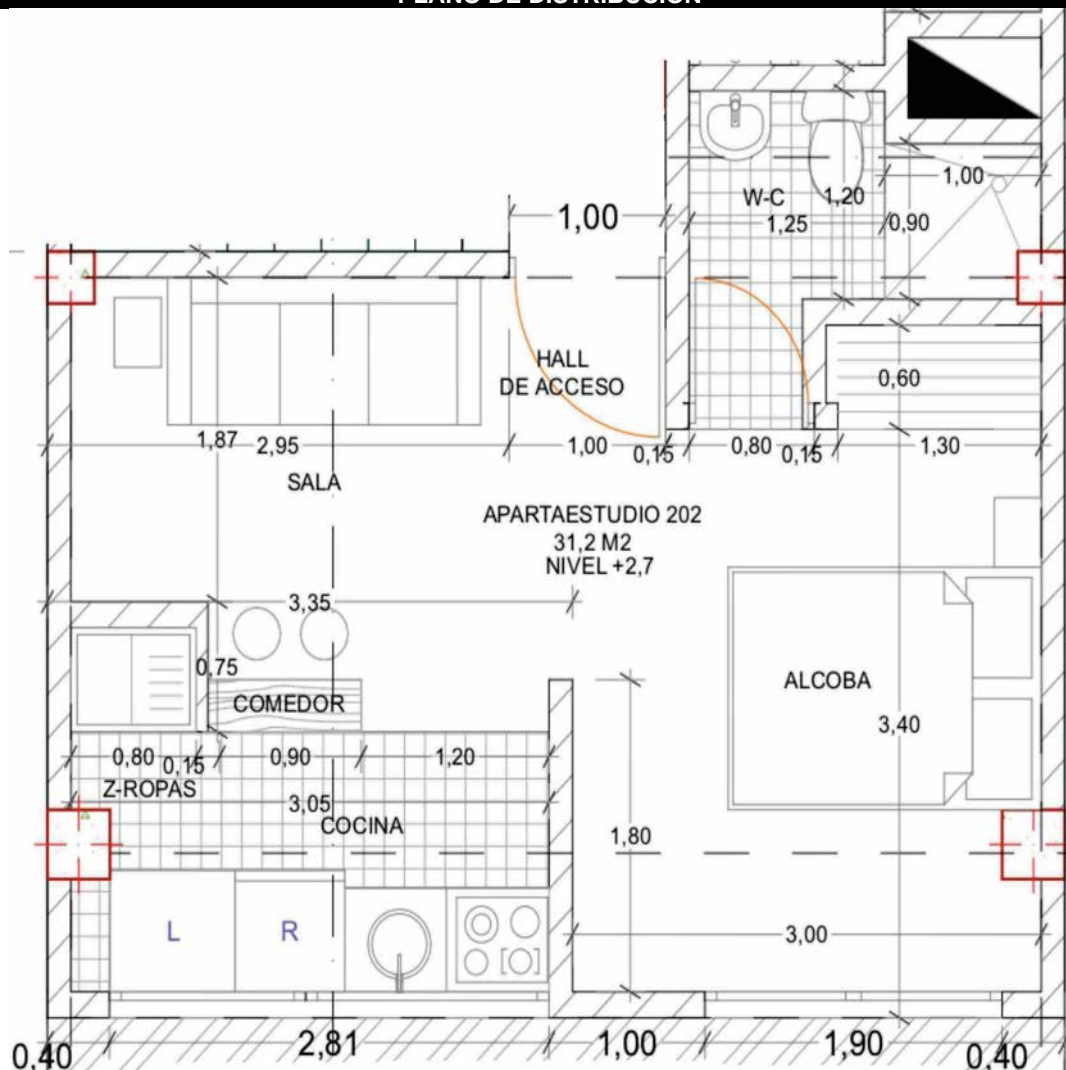 PLANO DE DISTRIBUCIÓN
1,00
W-C
1,20
1,00
1,25
0,90
HALL
DE ACCESO
0,60
1,87
2,95
1,00
0,15
0,80
0,15
1,30
SALA
APARTAESTUDIO 202
31,2 M2
NIVEL +2,7
3,35
0,75
COMEDOR
ALCOBA
3,40
0,80
0,15
0,90
1,20
Z-ROPAS
3,05
COCINA
1,80
L
R
3,00
0,40
2,81
1,00
1,90
0,40